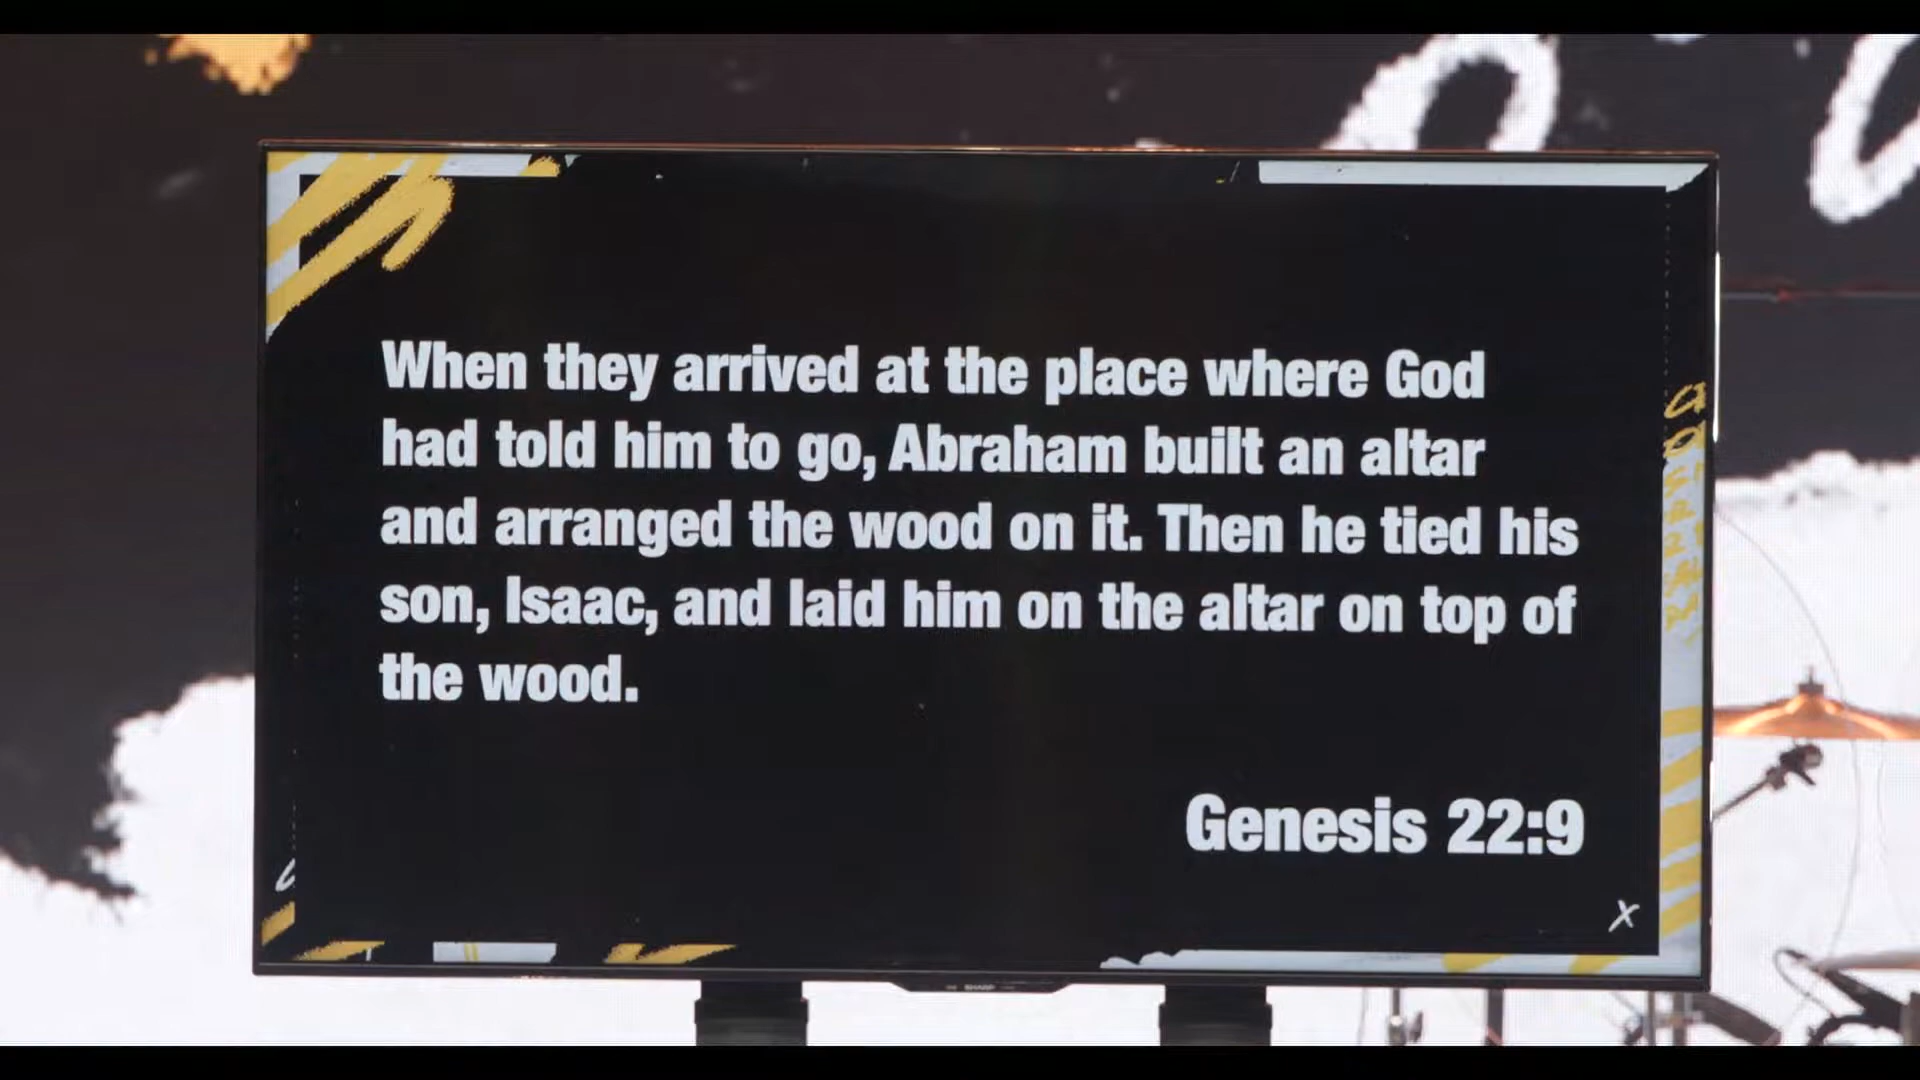 When they arrived at the place where God
had told him to go, Abraham built an altar
and arranged the wood on it. Then he tied his
son, Isaac, and laid him on the altar on top of
the wood.
Genesis 22:9
X
SHARP